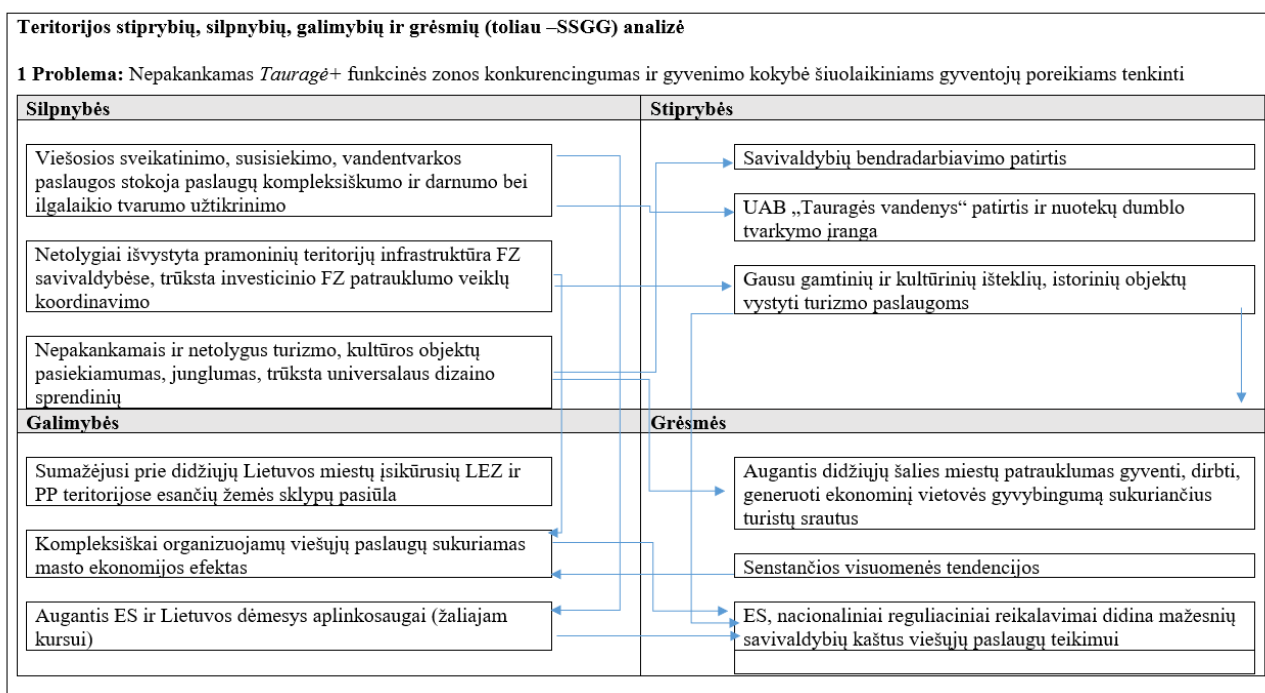 Teritorijos stiprybių, silpnybių, galimybių ir grėsmių (toliau –SSGG) analizė
1 Problema: Nepakankamas Tauragė+ funkcinės zonos konkurencingumas ir gyvenimo kokybė šiuolaikiniams gyventojų poreikiams tenkinti
Silpnybės
Viešosios sveikatinimo, susisiekimo, vandentvarkos
paslaugos stokoja paslaugų kompleksiškumo ir darnumo bei
ilgalaikio tvarumo užtikrinimo
Netolygiai išvystyta pramoninių teritorijų infrastruktūra FZ
savivaldybėse, trūksta investicinio FZ patrauklumo veiklų
koordinavimo
Nepakankamais ir netolygus turizmo, kultūros objektų
pasiekiamumas, junglumas, trūksta universalaus dizaino
sprendinių
Stiprybės
Savivaldybių bendradarbiavimo patirtis
UAB „Tauragės vandenys“ patirtis ir nuotekų dumblo
tvarkymo įranga
Gausu gamtinių ir kultūrinių išteklių, istorinių objektų
vystyti turizmo paslaugoms
Galimybės
Sumažėjusi prie didžiųjų Lietuvos miestų įsikūrusių LEZ ir
PP teritorijose esančių žemės sklypų pasiūla
Kompleksiškai organizuojamų viešųjų paslaugų sukuriamas
masto ekonomijos efektas
Augantis ES ir Lietuvos dėmesys aplinkosaugai (žaliajam
kursui)
Grėsmės
Augantis didžiųjų šalies miestų patrauklumas gyventi, dirbti,
generuoti ekonominį vietovės gyvybingumą sukuriančius
turistų srautus
Senstančios visuomenės tendencijos
ES, nacionaliniai reguliaciniai reikalavimai didina mažesnių
savivaldybių kaštus viešųjų paslaugų teikimui